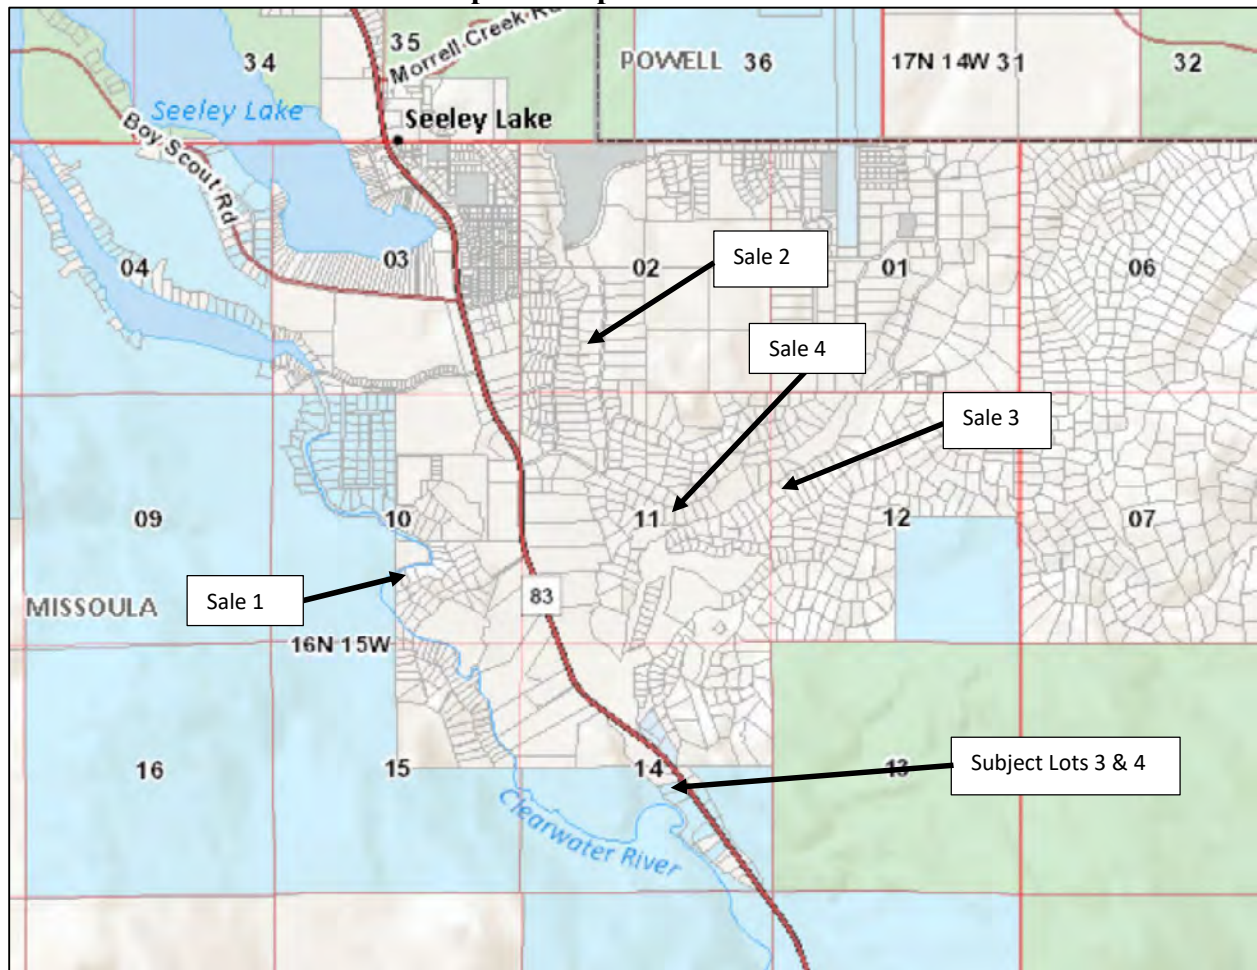 35
34
Morrell Creek Rd
POWELL 36
17N 14W 31
32
Seeley Lake
Seeley Lake
Boy Scout Rd
04
03
02
01
06
Sale 2
Sale 4
Sale 3
09
10
11
12
07
Sale 1
MISSOULA
83
16N 15W
16
15
14
13
Subject Lots 3 & 4
Clearwater River